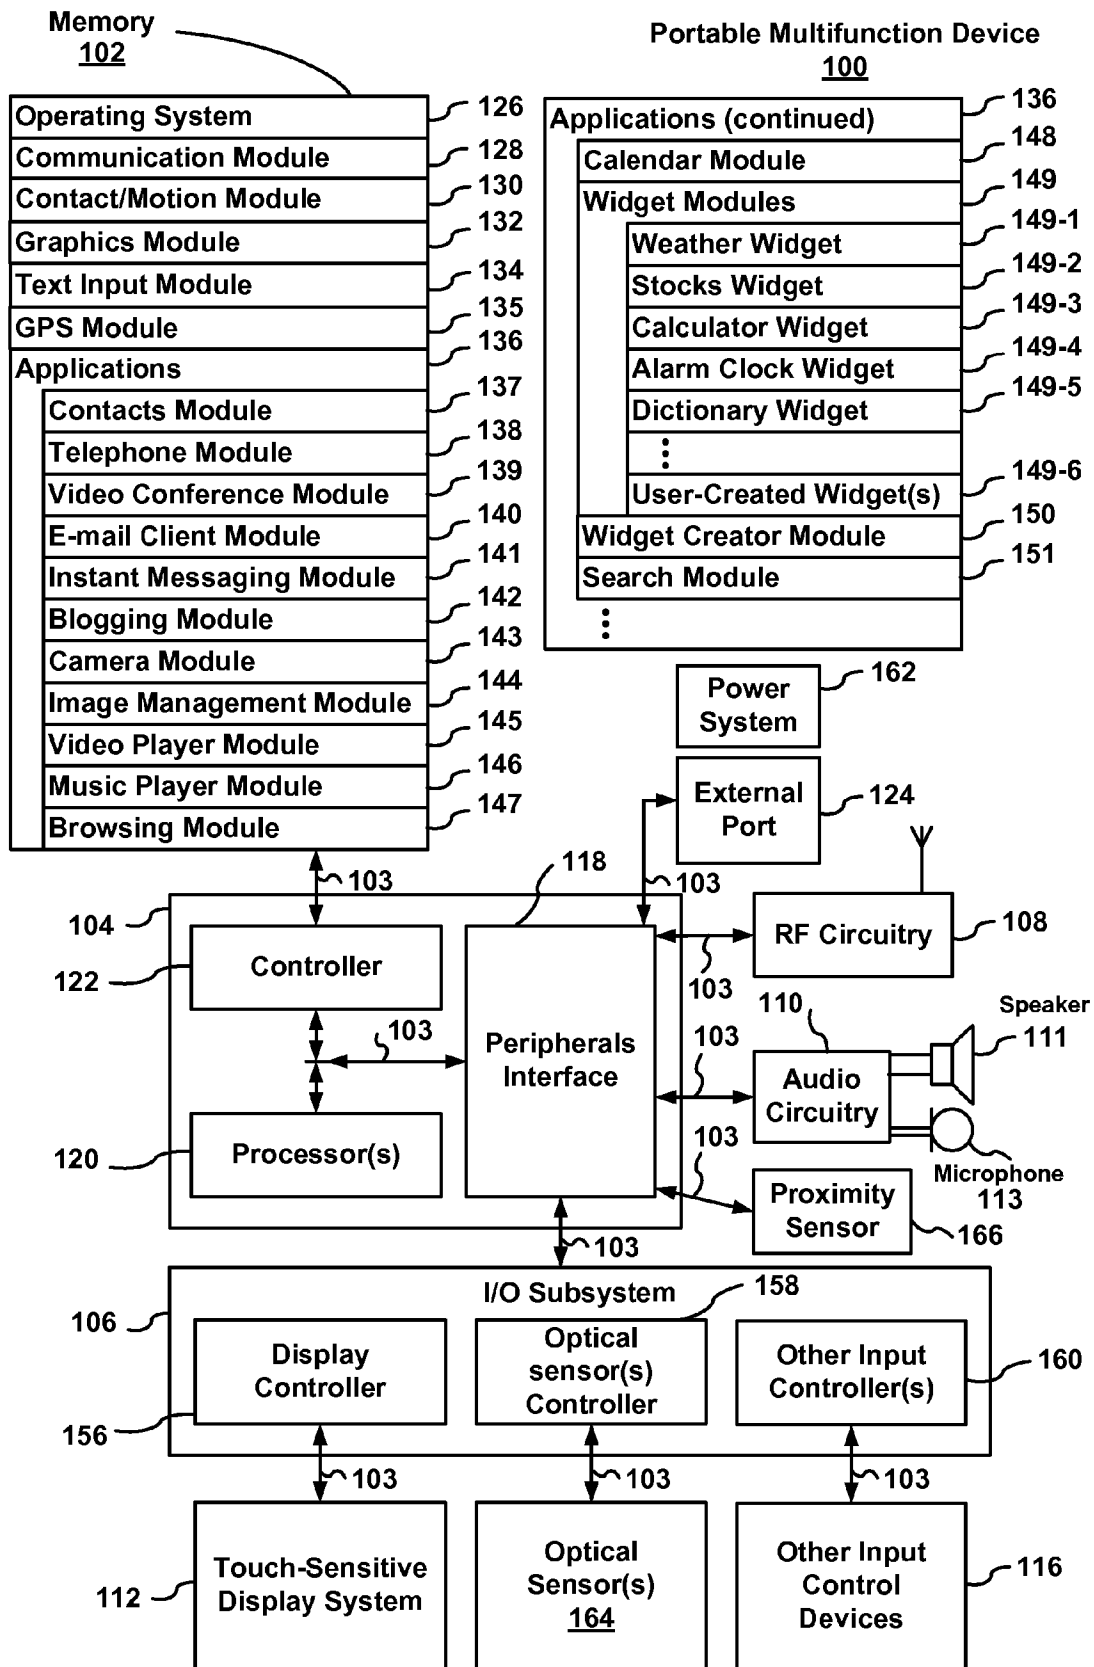 Memory
102
Portable Multifunction Device
100
Operating System
126
Communication Module
128
Contact/Motion Module
130
Graphics Module
132
Text Input Module
134
GPS Module
135
Applications
136
Contacts Module
137
Telephone Module
138
Video Conference Module
139
E-mail Client Module
140
Instant Messaging Module
141
Blogging Module
142
Camera Module
143
Image Management Module
144
Video Player Module
145
Music Player Module
146
Browsing Module
147
Applications (continued)
136
Calendar Module
148
Widget Modules
149
Weather Widget
149-1
Stocks Widget
149-2
Calculator Widget
149-3
Alarm Clock Widget
149-4
Dictionary Widget
149-5
User-Created Widget(s)
149-6
Widget Creator Module
150
Search Module
151
Power
System
162
External
Port
124
103
118
103
104
Controller
122
RF Circuitry
108
103
103
Peripherals
Interface
110
Speaker
111
103
Audio
Circuitry
Processor(s)
120
103
Microphone
113
Proximity
Sensor
166
103
I/O Subsystem
106
158
Display
Controller
156
Optical
sensor(s)
Controller
Other Input
Controller(s)
160
103
103
103
Touch-Sensitive
Display System
112
Optical
Sensor(s)
164
Other Input
Control
Devices
116